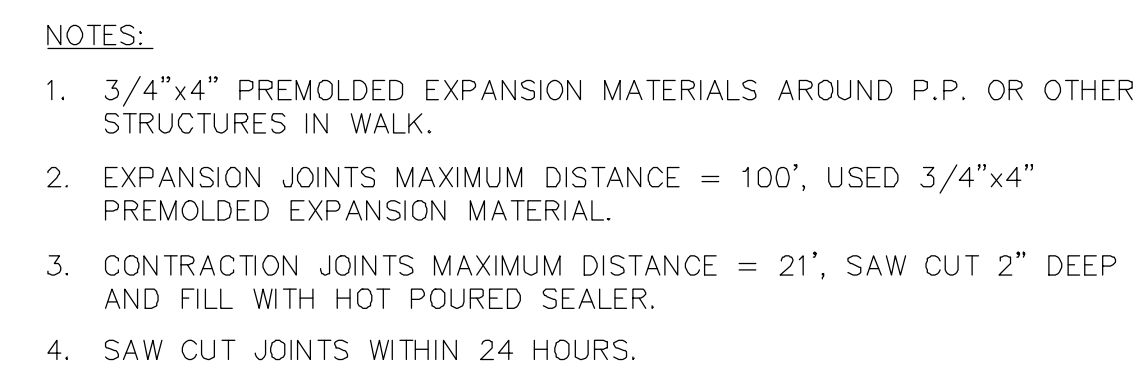 NOTES:
1. 3/4”x4” PREMOLDED EXPANSION MATERIALS AROUND P.P. OR OTHER
STRUCTURES IN WALK.
2. EXPANSION JOINTS MAXIMUM DISTANCE = 100’, USED 3/4”x4”
PREMOLDED EXPANSION MATERIAL.
3. CONTRACTION JOINTS MAXIMUM DISTANCE = 21’, SAW CUT 2” DEEP
AND FILL WITH HOT POURED SEALER.
4. SAW CUT JOINTS WITHIN 24 HOURS.